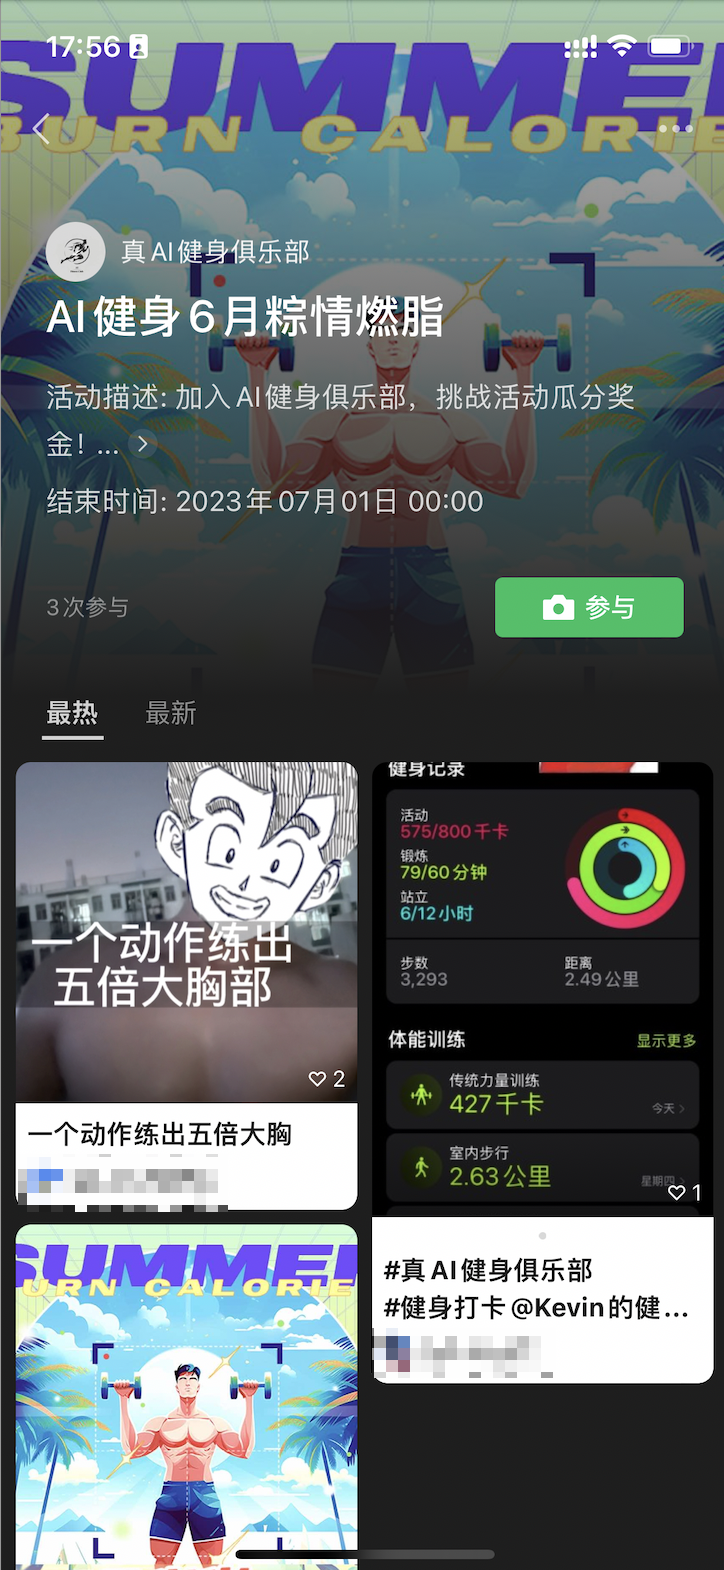 17:56
SUMMER
BURN CALORIE
真AI健身俱乐部
AI健身6月粽情燃脂
活动描述: 加入AI健身俱乐部，挑战活动瓜分奖
金！...
结束时间: 2023年07月01日 00:00
3次参与
参与
最热
最新
一个动作练出
五倍大胸部
2
一个动作练出五倍大胸
健身记录
活动
575/800千卡
锻炼
79/60分钟
站立
6/12小时
步数
3,293
距离
2.49公里
体能训练
显示更多
传统力量训练
427千卡
今天
室内步行
2.63公里
星期四
1
#真AI健身俱乐部
#健身打卡@Kevin的健...
SUMMER
URN CALORIE